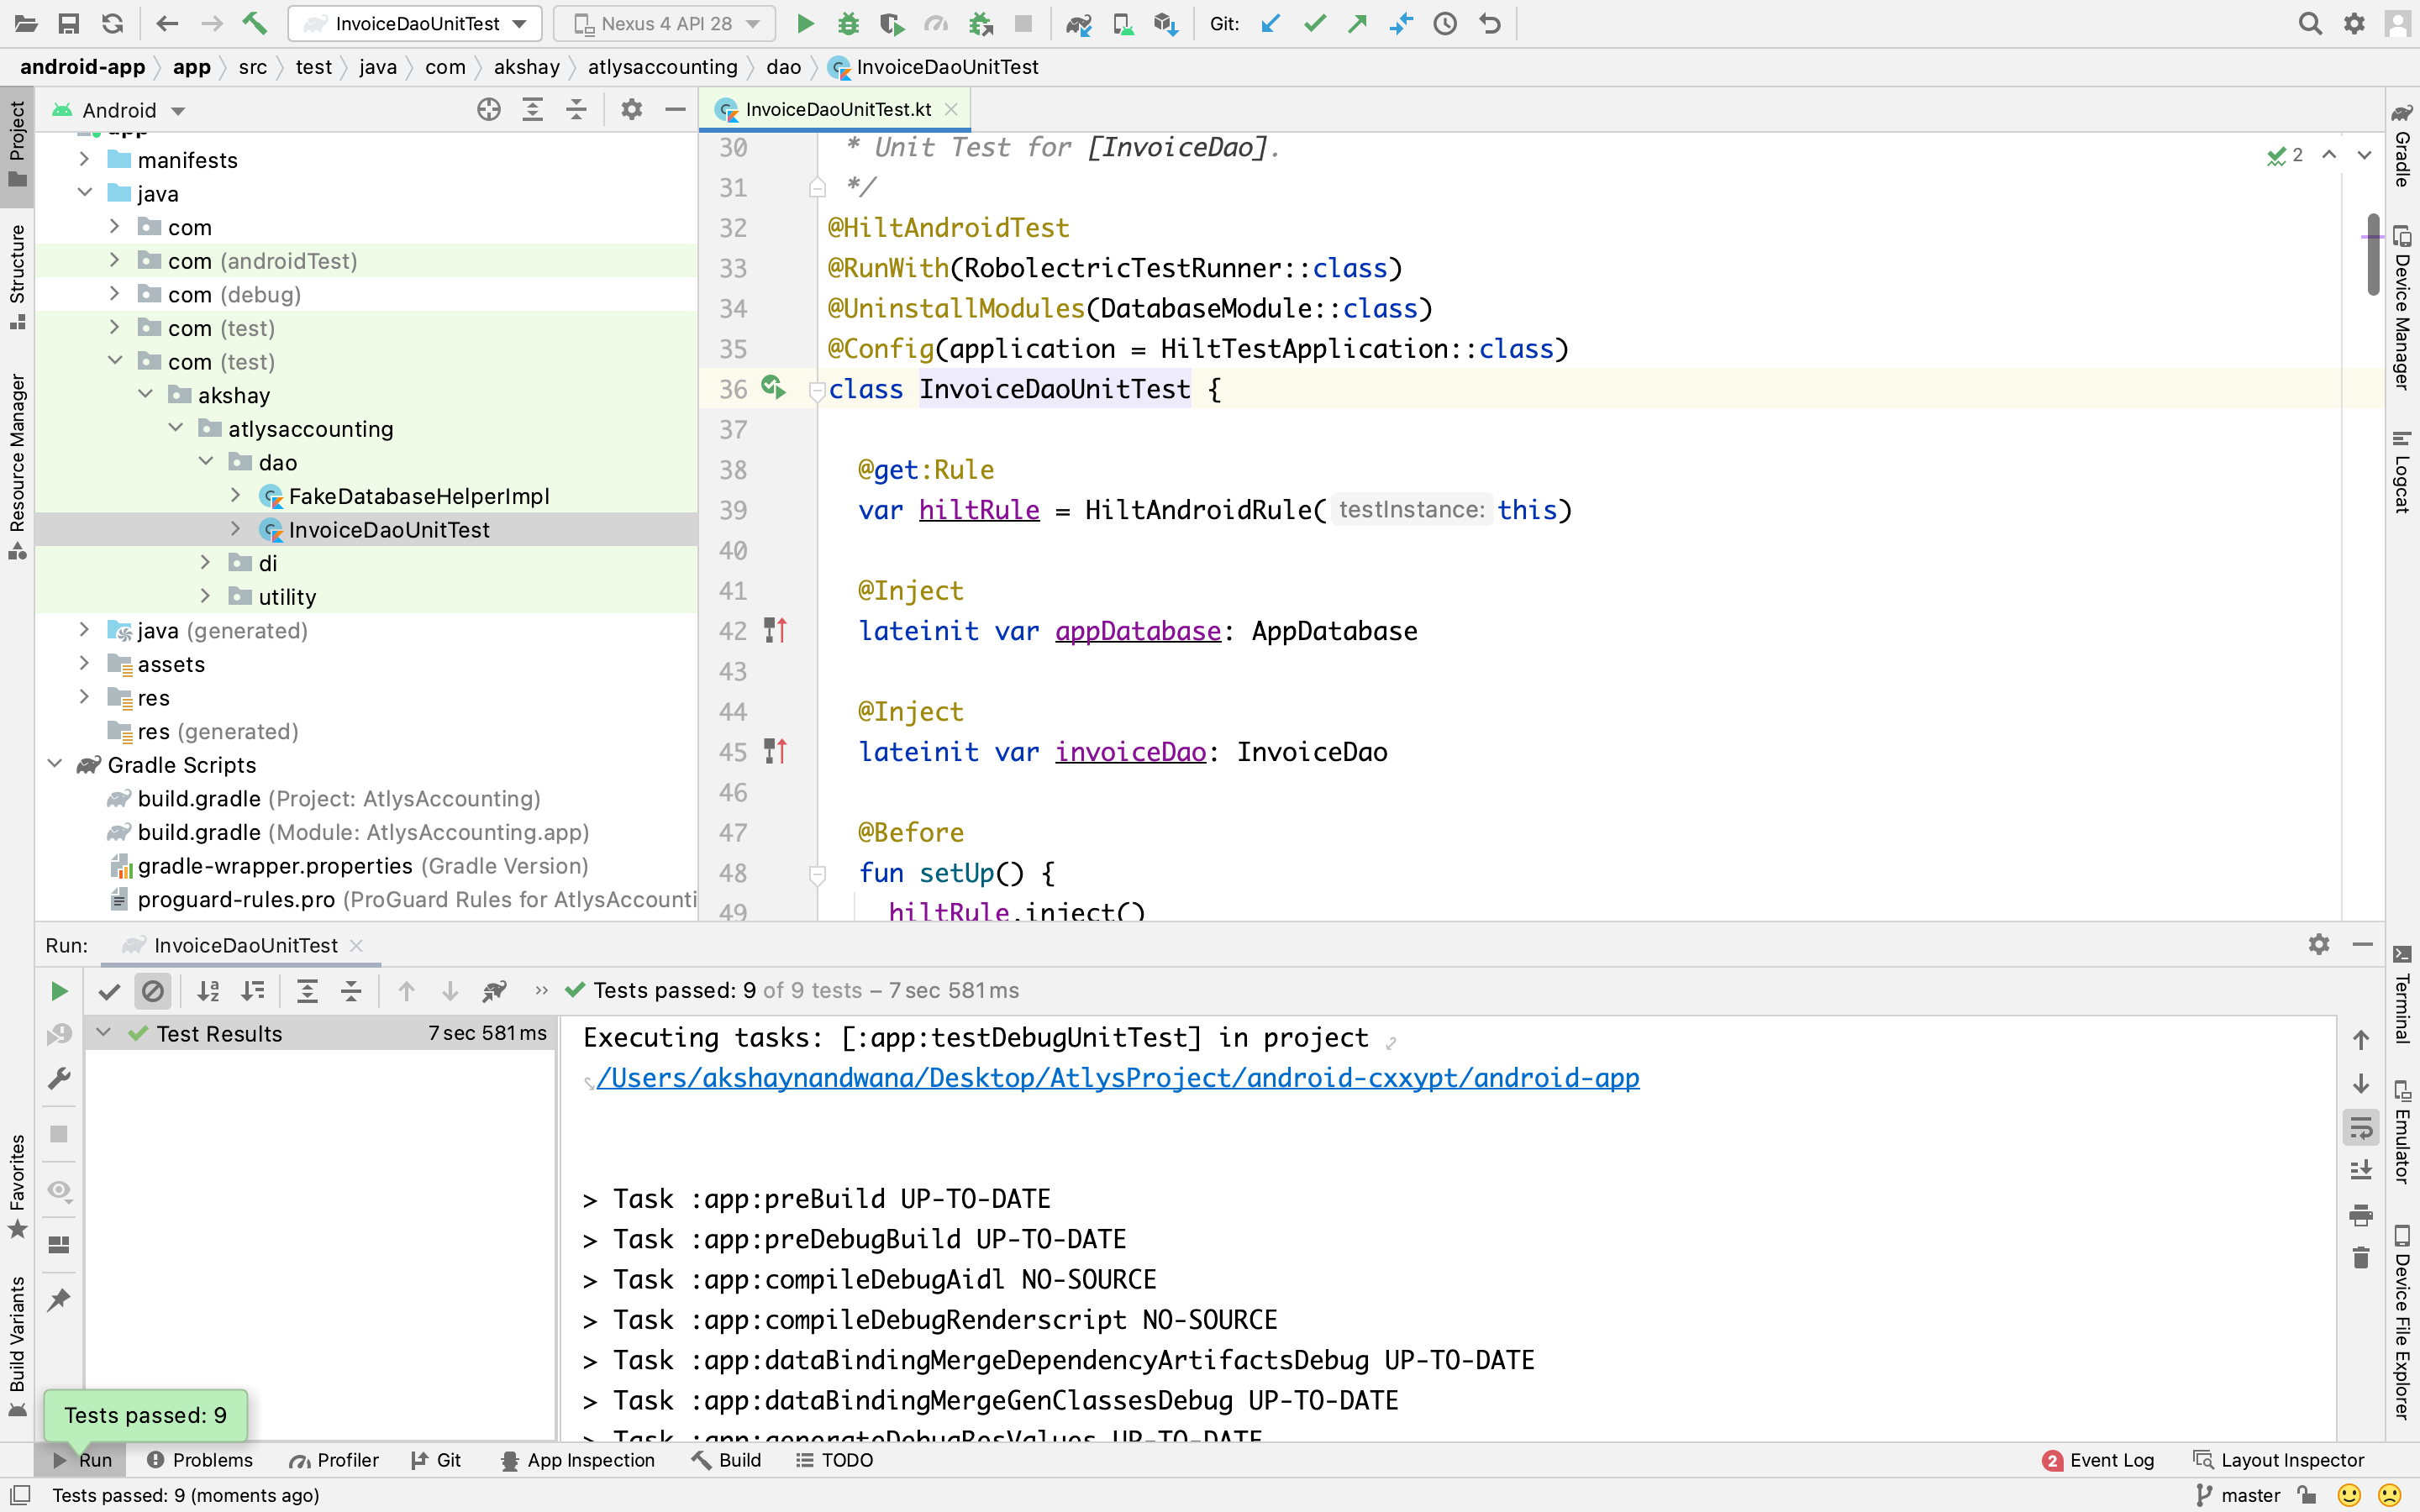 InvoiceDaoUnitTest
Nexus 4 API 28
Git:
android-app
app
src
test
java
com
akshay
atlysaccounting
dao
InvoiceDaoUnitTest
Project
Structure
Resource Manager
Favorites
Build Variants
Android
app
manifests
java
com
com (androidTest)
com (debug)
com (test)
com (test)
akshay
atlysaccounting
dao
FakeDatabaseHelperImpl
InvoiceDaoUnitTest
di
utility
java (generated)
assets
res
res (generated)
Gradle Scripts
build.gradle (Project: AtlysAccounting)
build.gradle (Module: AtlysAccounting.app)
gradle-wrapper.properties (Gradle Version)
proguard-rules.pro (ProGuard Rules for AtlysAccounti
InvoiceDaoUnitTest.kt
2
30 * Unit Test for [InvoiceDao].
31 */
32 @HiltAndroidTest
33 @RunWith(RobolectricTestRunner::class)
34 @UninstallModules(DatabaseModule::class)
35 @Config(application = HiltTestApplication::class)
36 class InvoiceDaoUnitTest {
37
38 @get:Rule
39 var hiltRule = HiltAndroidRule( testInstance: this)
40
41 @Inject
42 lateinit var appDatabase: AppDatabase
43
44 @Inject
45 lateinit var invoiceDao: InvoiceDao
46
47 @Before
48 fun setUp() {
49 hiltRule.inject()
Gradle
Device Manager
Logcat
Terminal
Emulator
Device File Explorer
Run:
InvoiceDaoUnitTest
Tests passed: 9 of 9 tests – 7 sec 581 ms
Test Results
7 sec 581 ms
Executing tasks: [:app:testDebugUnitTest] in project
/Users/akshaynandwana/Desktop/AtlysProject/android-cxxypt/android-app
> Task :app:preBuild UP-TO-DATE
> Task :app:preDebugBuild UP-TO-DATE
> Task :app:compileDebugAidl NO-SOURCE
> Task :app:compileDebugRenderscript NO-SOURCE
> Task :app:dataBindingMergeDependencyArtifactsDebug UP-TO-DATE
> Task :app:dataBindingMergeGenClassesDebug UP-TO-DATE
> Task :app:generateDebugResValues UP-TO-DATE
Tests passed: 9
Run
Problems
Profiler
Git
App Inspection
Build
TODO
2 Event Log
Layout Inspector
Tests passed: 9 (moments ago)
master